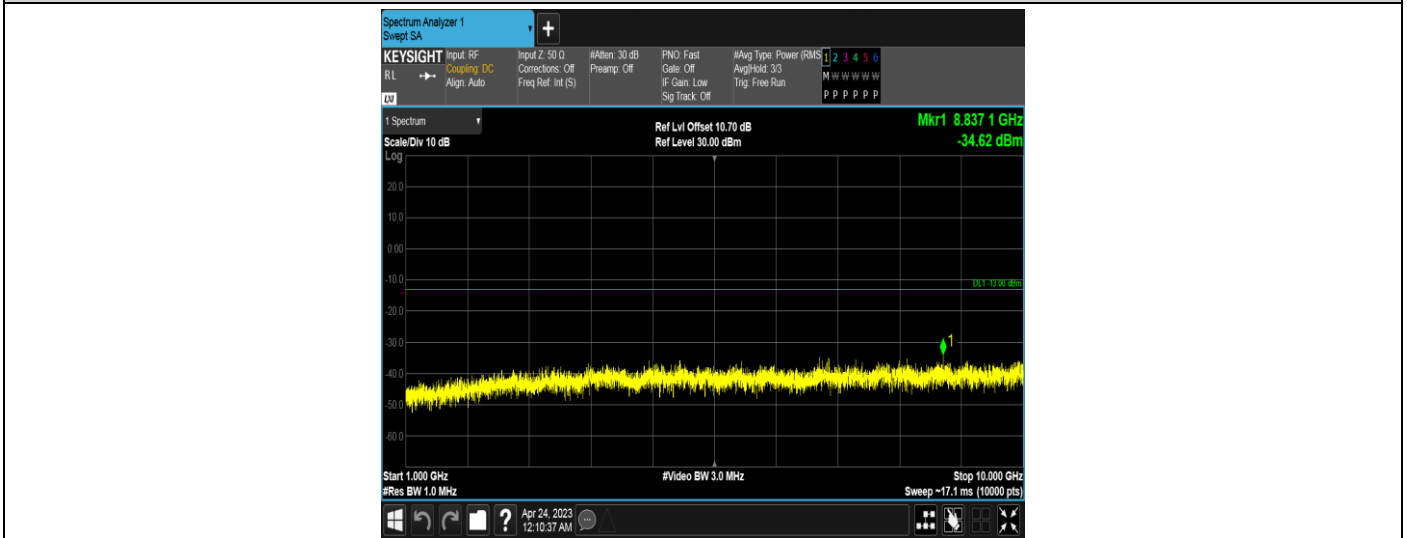 Spectrum Analyzer 1
Swept SA
+
KEYSIGHT
RL
LXI
Input: RF
Coupling: DC
Align: Auto
Input Z: 50 Ω
Corrections: Off
Freq Ref: Int (S)
#Atten: 30 dB
Preamp: Off
PNO: Fast
Gate: Off
IF Gain: Low
Sig Track: Off
#Avg Type: Power (RMS
Avg|Hold: 3/3
Trig: Free Run
1 2 3 4 5 6
M W W W W W
P P P P P P
1 Spectrum
Scale/Div 10 dB
Log
Ref Lvl Offset 10.70 dB
Ref Level 30.00 dBm
Mkr1 8.837 1 GHz
-34.62 dBm
20.0
10.0
0.00
-10.0
DL1 -13.00 dBm
-20.0
-30.0
1
-40.0
-50.0
-60.0
Start 1.000 GHz
#Res BW 1.0 MHz
#Video BW 3.0 MHz
Stop 10.000 GHz
Sweep ~17.1 ms (10000 pts)
?
Apr 24, 2023
12:10:37 AM